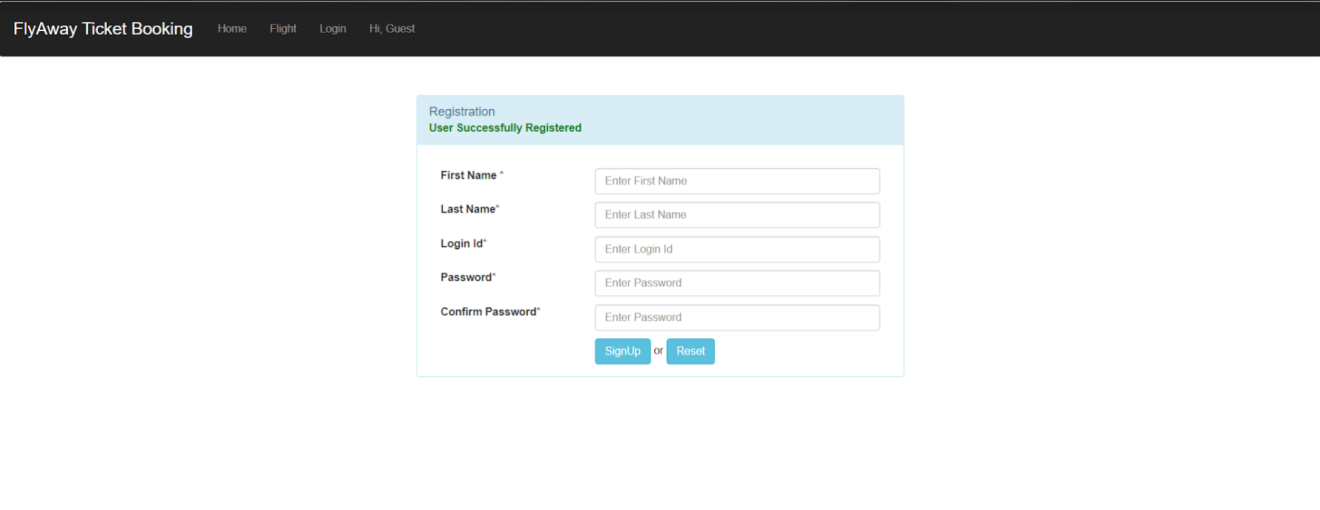 FlyAway Ticket Booking Home Flight Login Hi, Guest
Registration
User Successfully Registered
First Name * Enter First Name
Last Name* Enter Last Name
Login Id* Enter Login Id
Password* Enter Password
Confirm Password* Enter Password
SignUp or Reset